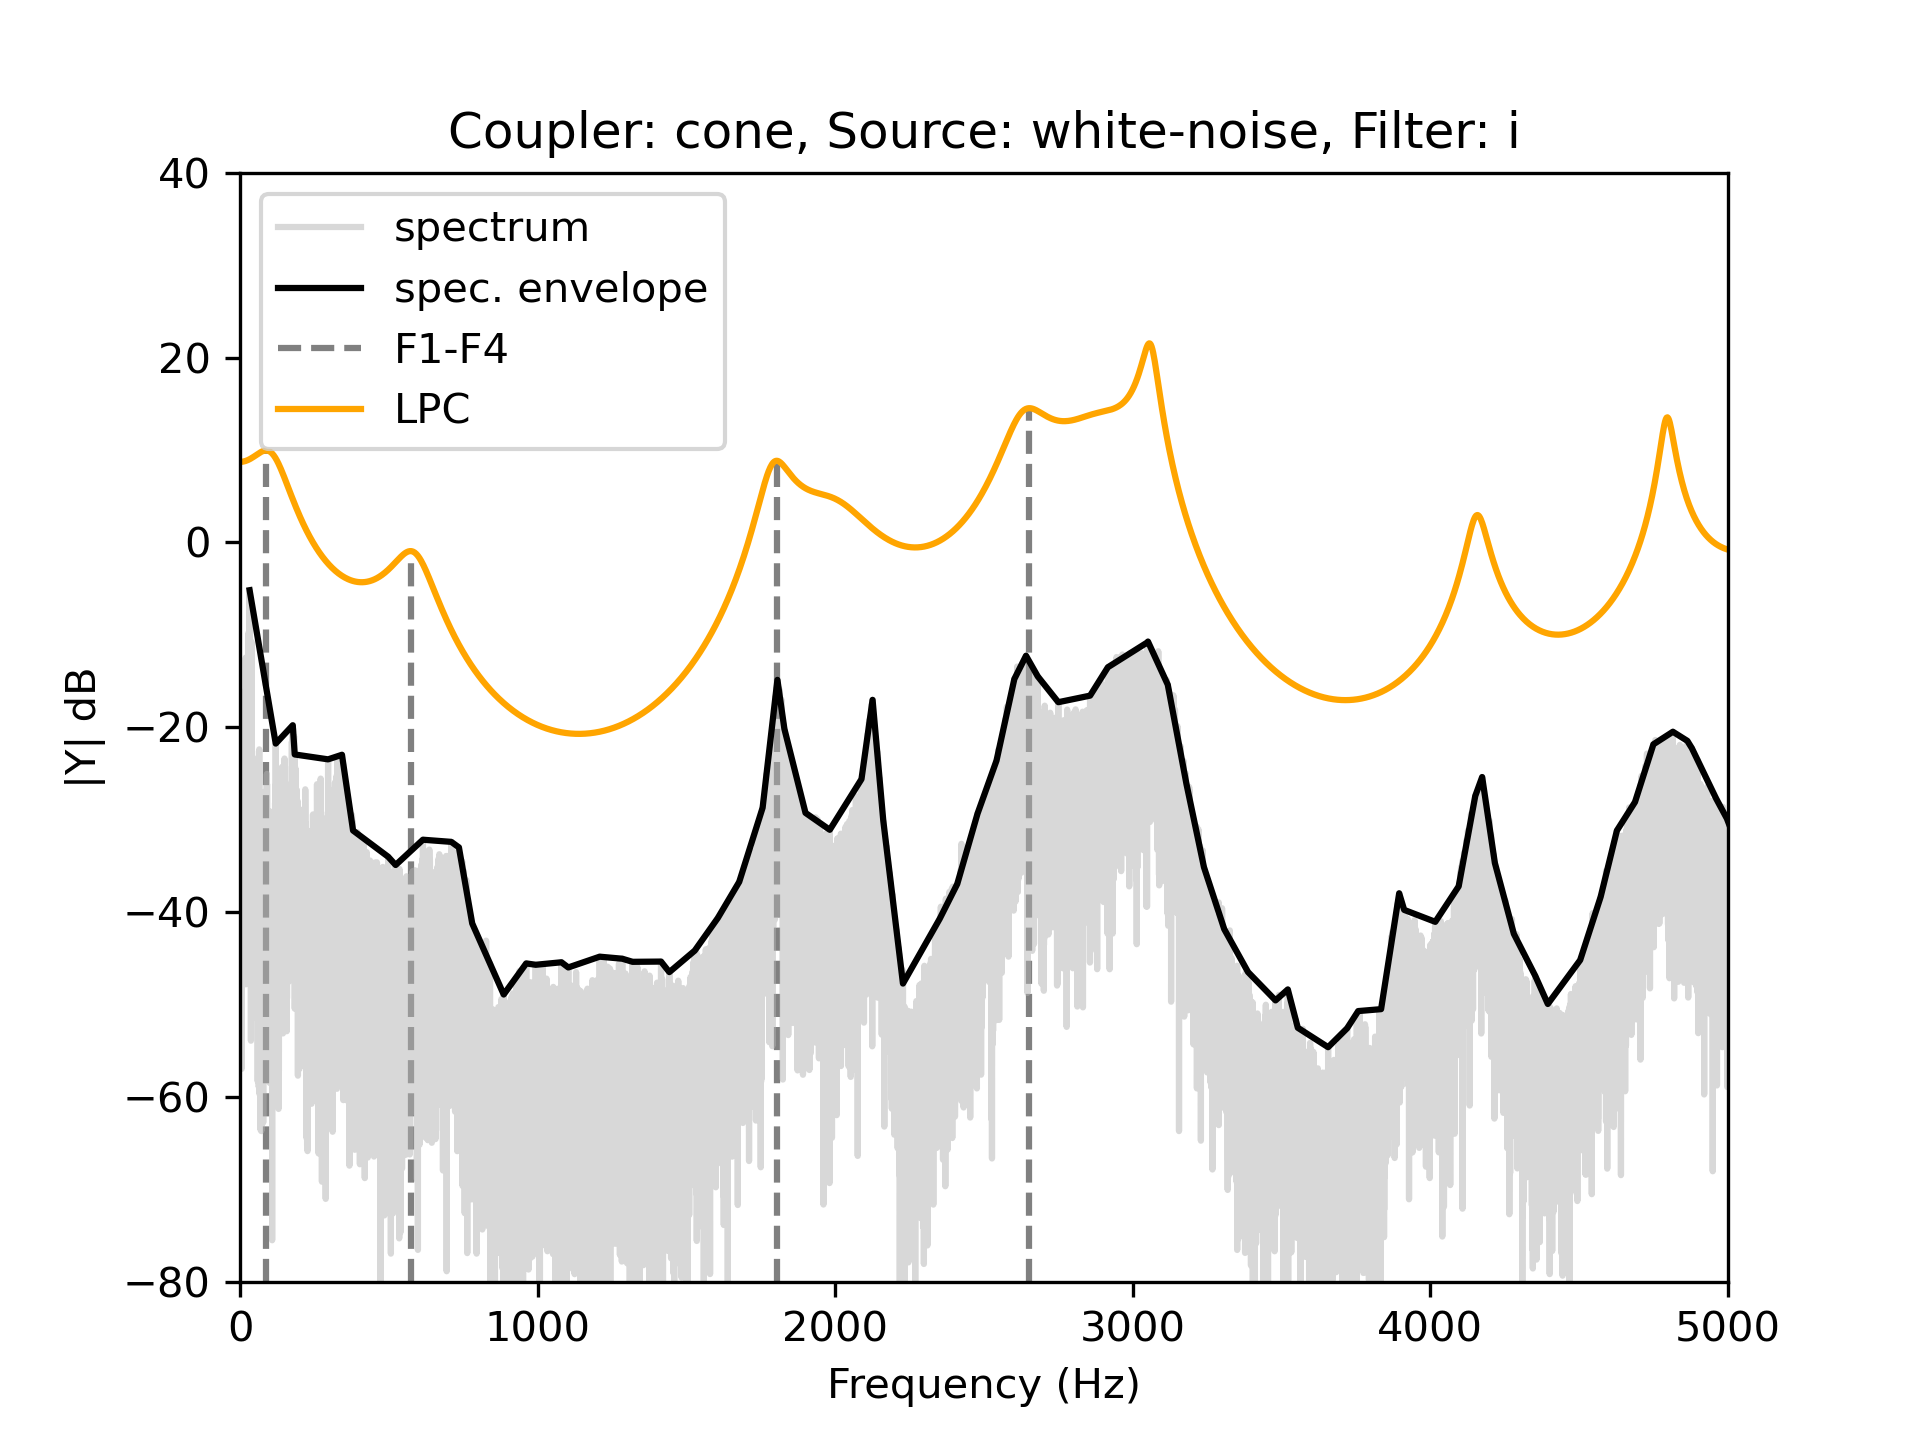 Coupler: cone, Source: white-noise, Filter: i
40
20
0
−20
−40
−60
−80
|Y| dB
spectrum
spec. envelope
F1-F4
LPC
0 1000 2000 3000 4000 5000
Frequency (Hz)